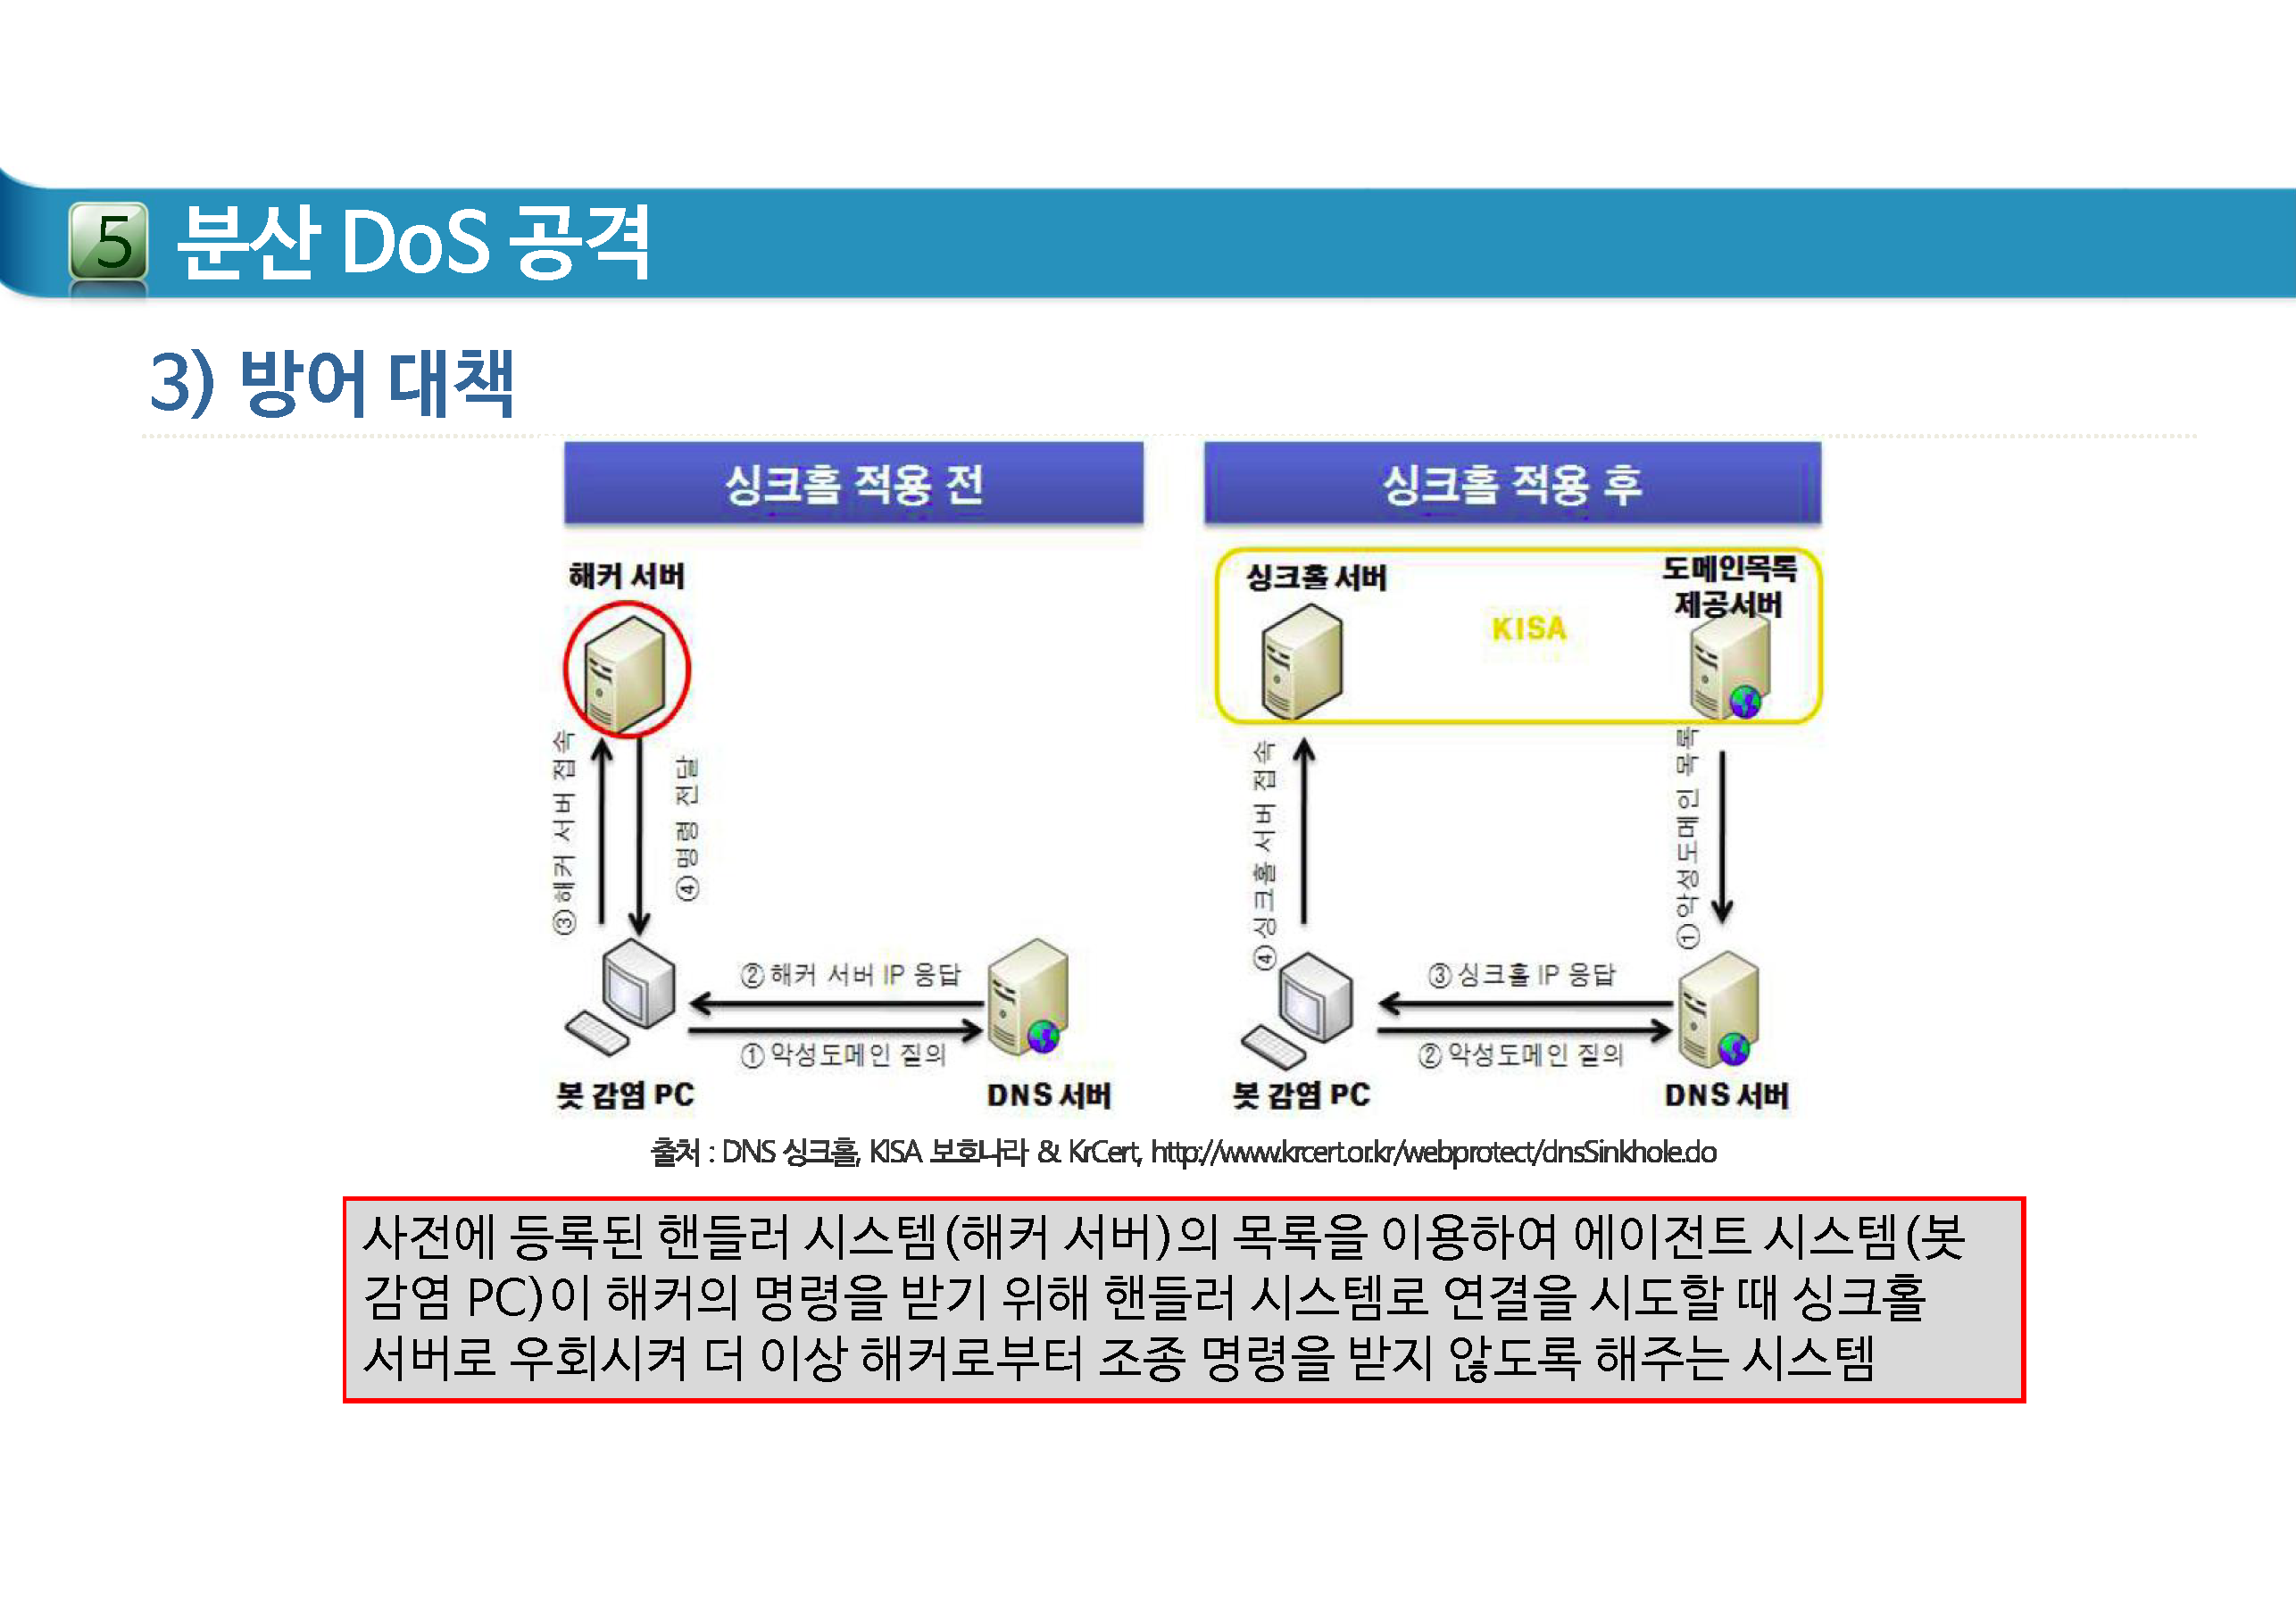 5 분산 DoS 공격
3) 방어 대책
싱크홀 적용 전
해커 서버
③ 해커 서버 접속
④ 명령 전달
② 해커 서버 IP 응답
① 악성도메인 질의
봇 감염 PC
DNS 서버
싱크홀 적용 후
싱크홀 서버
KISA
도메인목록
제공서버
④ 싱크홀 서버 접속
① 악성도메인 목록
③ 싱크홀 IP 응답
② 악성도메인 질의
봇 감염 PC
DNS 서버
출처 : DNS 싱크홀, KISA 보호나라 & KrCert, http://www.krcert.or.kr/webprotect/dnsSinkhole.do
사전에 등록된 핸들러 시스템(해커 서버)의 목록을 이용하여 에이전트 시스템(봇
감염 PC)이 해커의 명령을 받기 위해 핸들러 시스템로 연결을 시도할 때 싱크홀
서버로 우회시켜 더 이상 해커로부터 조종 명령을 받지 않도록 해주는 시스템